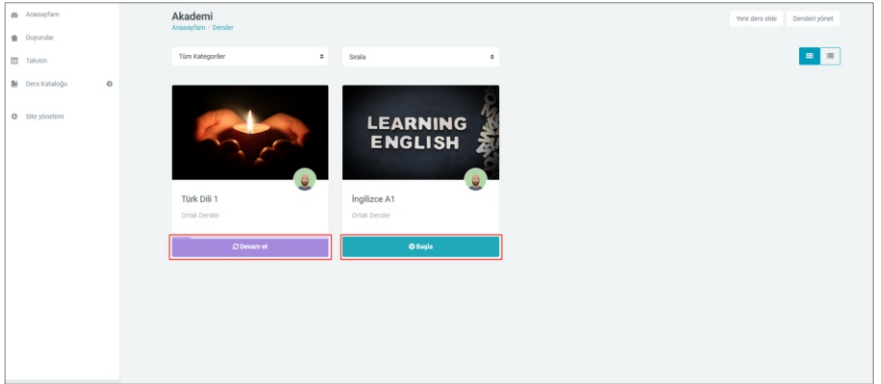 Anasayfam
Duyurular
Takvim
Ders Kataloğu
Site yönetimi
Akademi
Anasayfam / Dersler
Yeni ders ekle
Dersleri yönet
Tüm Kategoriler
Sırala
LEARNING
ENGLISH
Türk Dili 1
Ortak Dersler
Devam et
İngilizce A1
Ortak Dersler
Başla